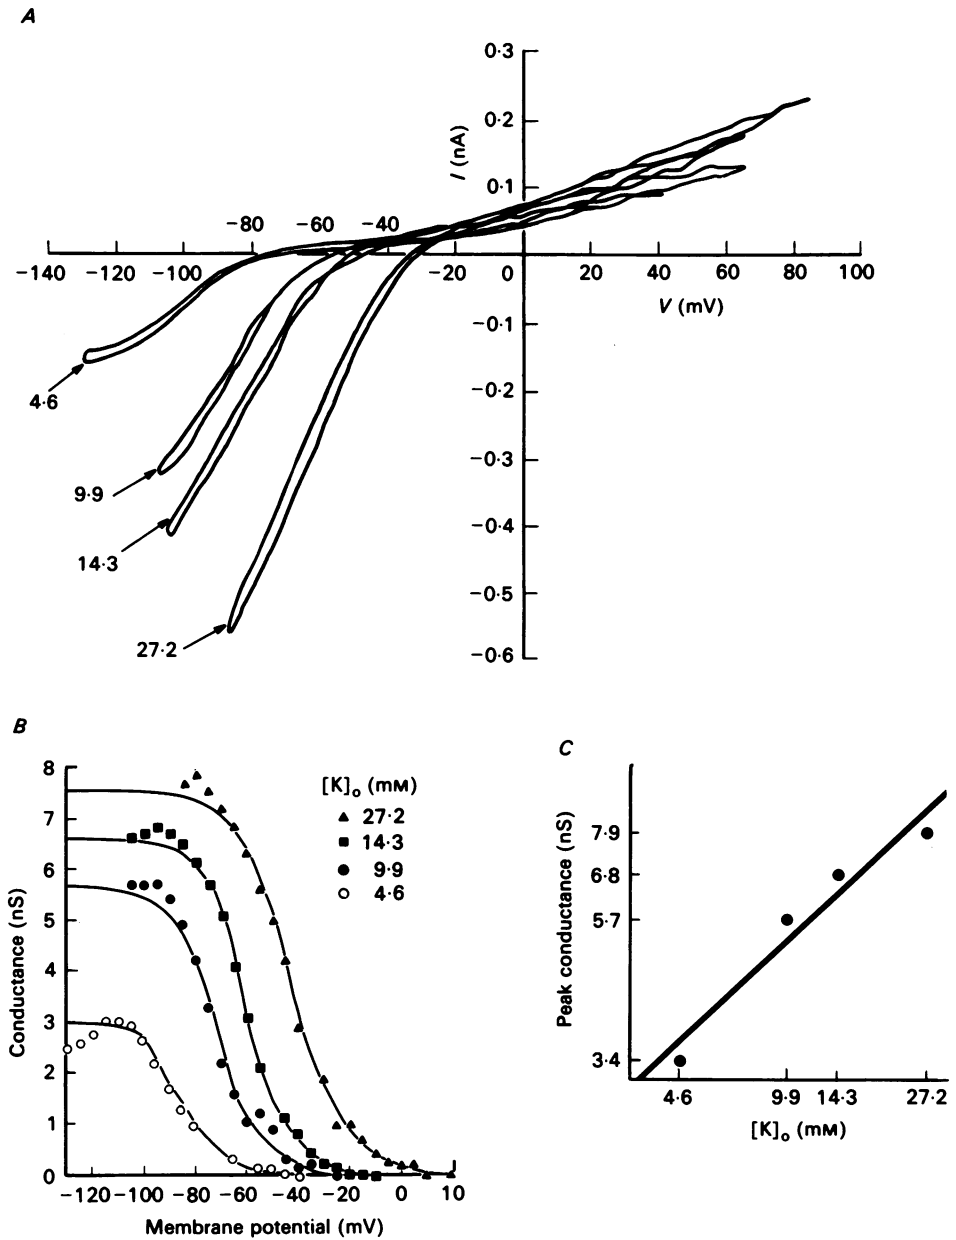 A
0·3
0·2
0·1
I (nA)
−80 −60 −40
−140 −120 −100 −20 0 20 40 60 80 100
V (mV)
−0·1
−0·2
−0·3
−0·4
−0·5
−0·6
4·6
9·9
14·3
27·2
B
8
7
6
5
4
3
2
1
0
Conductance (nS)
[K]o (mM)
27·2
14·3
9·9
4·6
−120 −100 −80 −60 −40 −20 0 10
Membrane potential (mV)
C
Peak conductance (nS)
7·9
6·8
5·7
3·4
4·6 9·9 14·3 27·2
[K]o (mM)